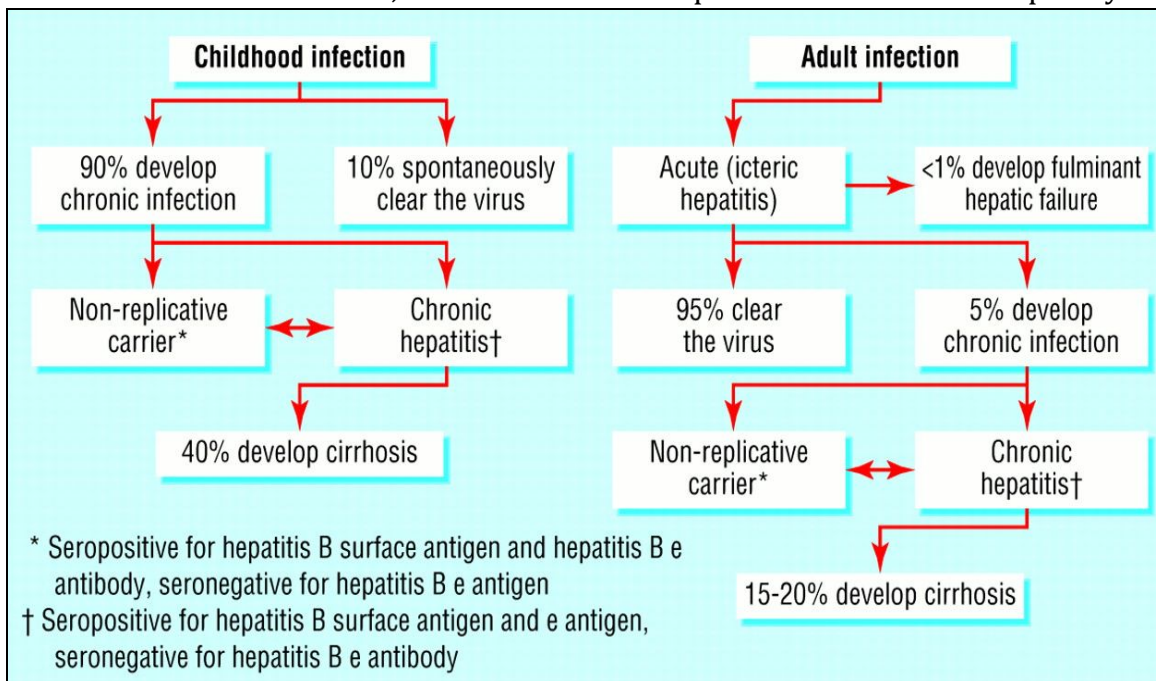 Childhood infection
90% develop
chronic infection
10% spontaneously
clear the virus
Non-replicative
carrier*
Chronic
hepatitis†
40% develop cirrhosis
Adult infection
Acute (icteric
hepatitis)
<1% develop fulminant
hepatic failure
95% clear
the virus
5% develop
chronic infection
Non-replicative
carrier*
Chronic
hepatitis†
15-20% develop cirrhosis
* Seropositive for hepatitis B surface antigen and hepatitis B e
antibody, seronegative for hepatitis B e antigen
† Seropositive for hepatitis B surface antigen and e antigen,
seronegative for hepatitis B e antibody